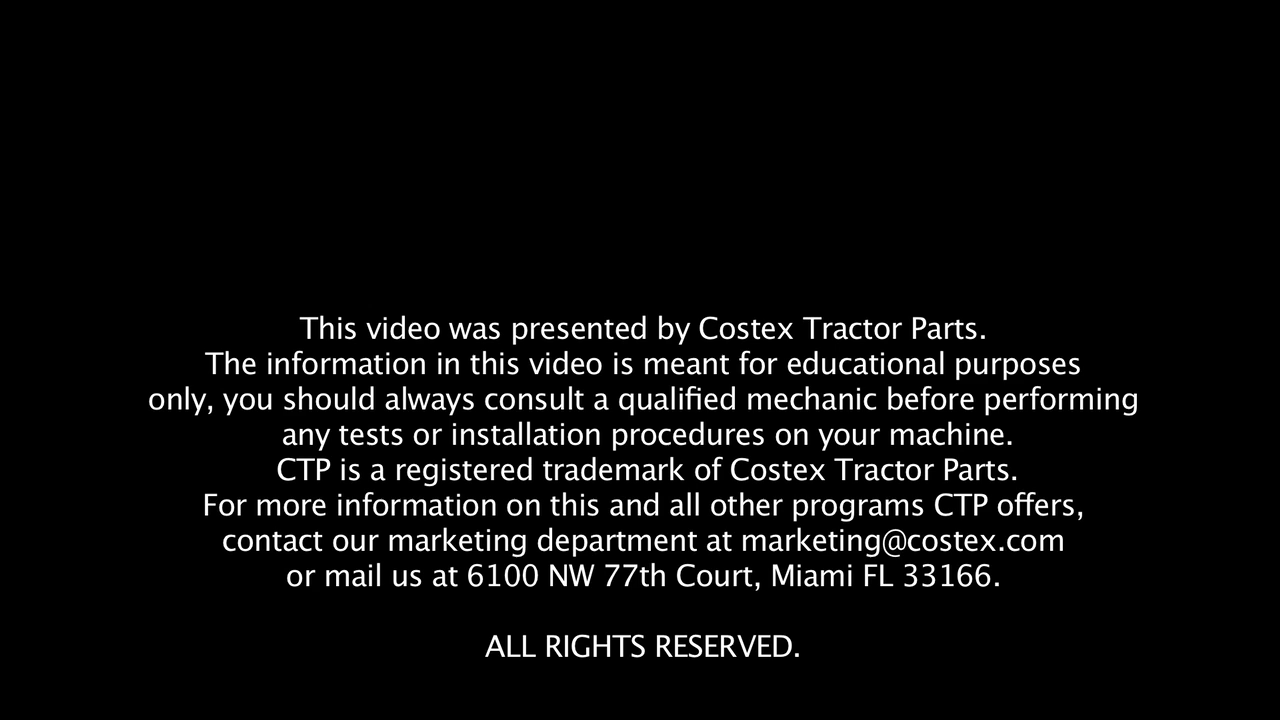 This video was presented by Costex Tractor Parts.
The information in this video is meant for educational purposes
only, you should always consult a qualified mechanic before performing
any tests or installation procedures on your machine.
CTP is a registered trademark of Costex Tractor Parts.
For more information on this and all other programs CTP offers,
contact our marketing department at marketing@costex.com
or mail us at 6100 NW 77th Court, Miami FL 33166.
ALL RIGHTS RESERVED.